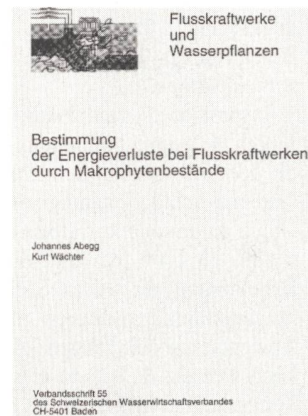 Flusskraftwerke
und
Wasserpflanzen
Bestimmung
der Energieverluste bei Flusskraftwerken
durch Makrophytenbestände
Johannes Abegg
Kurt Wächter
Verbandsschrift 55
des Schweizerischen Wasserwirtschaftsverbandes
CH-5401 Baden